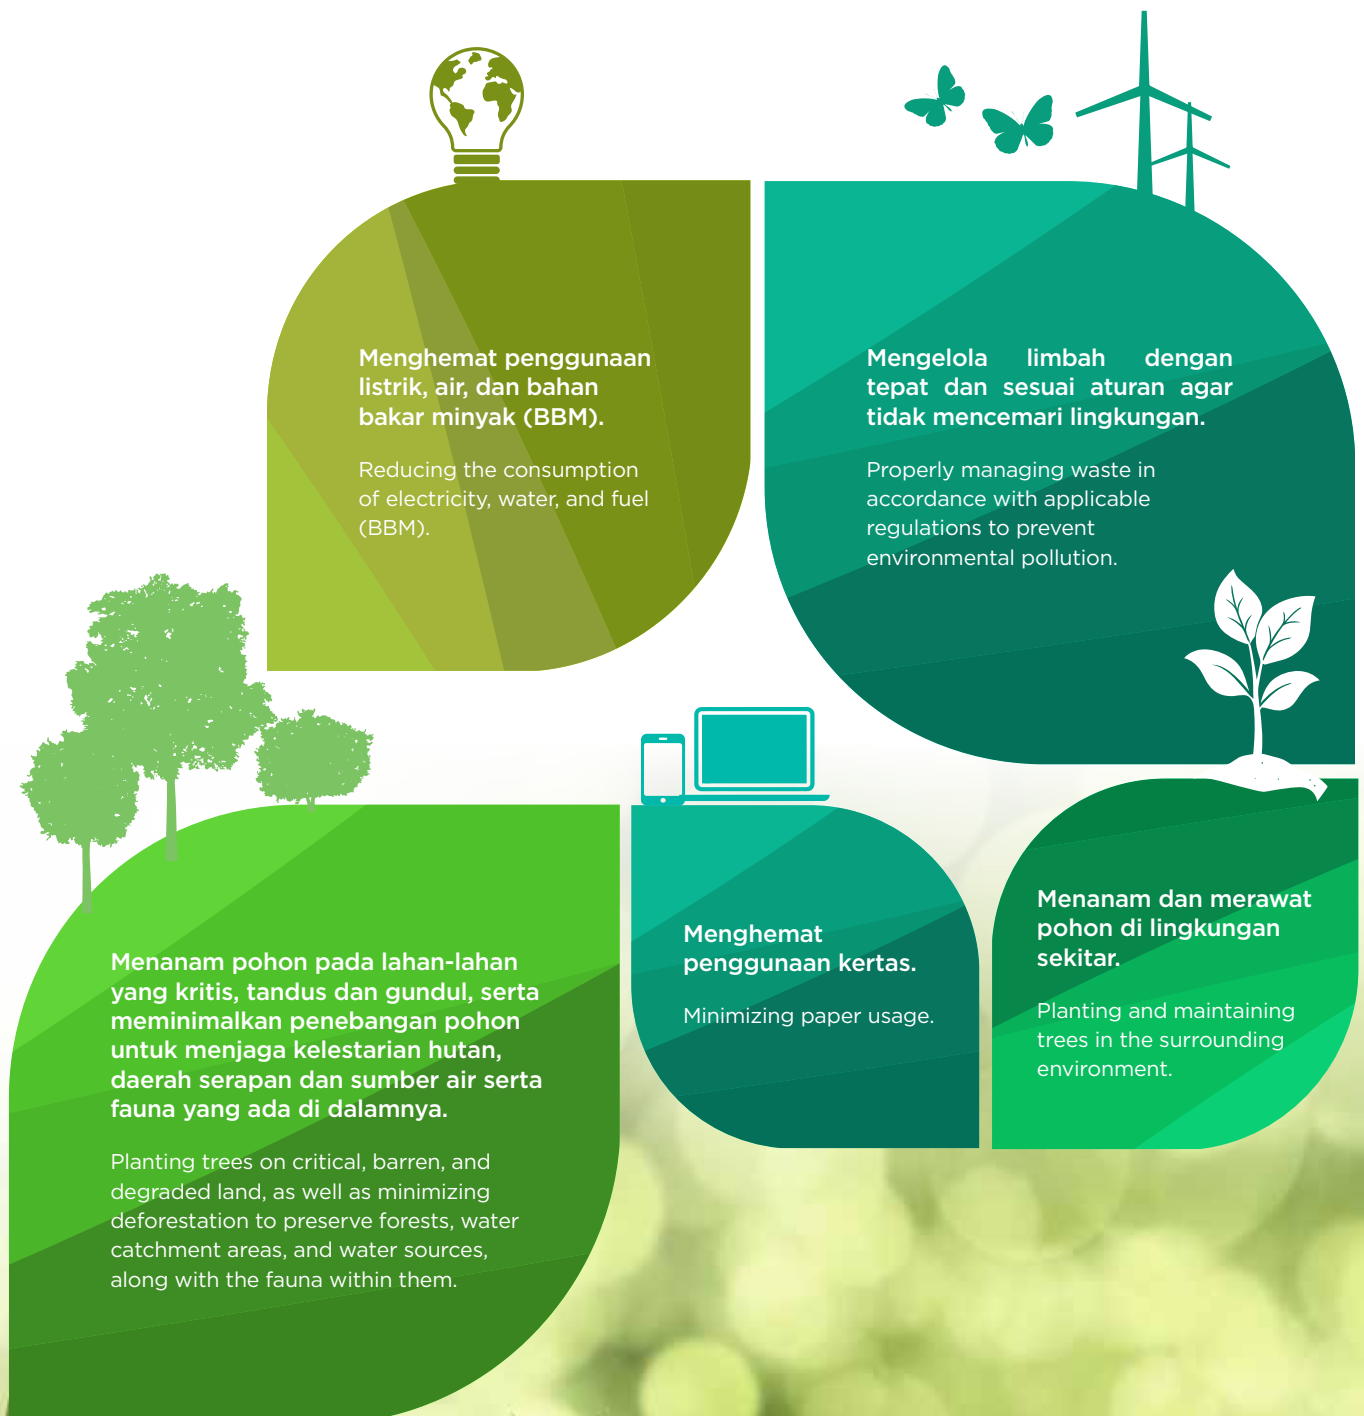 Menghemat penggunaan
listrik, air, dan bahan
bakar minyak (BBM).
Reducing the consumption
of electricity, water, and fuel
(BBM).
Mengelola limbah dengan
tepat dan sesuai aturan agar
tidak mencemari lingkungan.
Properly managing waste in
accordance with applicable
regulations to prevent
environmental pollution.
Menanam pohon pada lahan-lahan
yang kritis, tandus dan gundul, serta
meminimalkan penebangan pohon
untuk menjaga kelestarian hutan,
daerah serapan dan sumber air serta
fauna yang ada di dalamnya.
Planting trees on critical, barren, and
degraded land, as well as minimizing
deforestation to preserve forests, water
catchment areas, and water sources,
along with the fauna within them.
Menghemat
penggunaan kertas.
Minimizing paper usage.
Menanam dan merawat
pohon di lingkungan
sekitar.
Planting and maintaining
trees in the surrounding
environment.